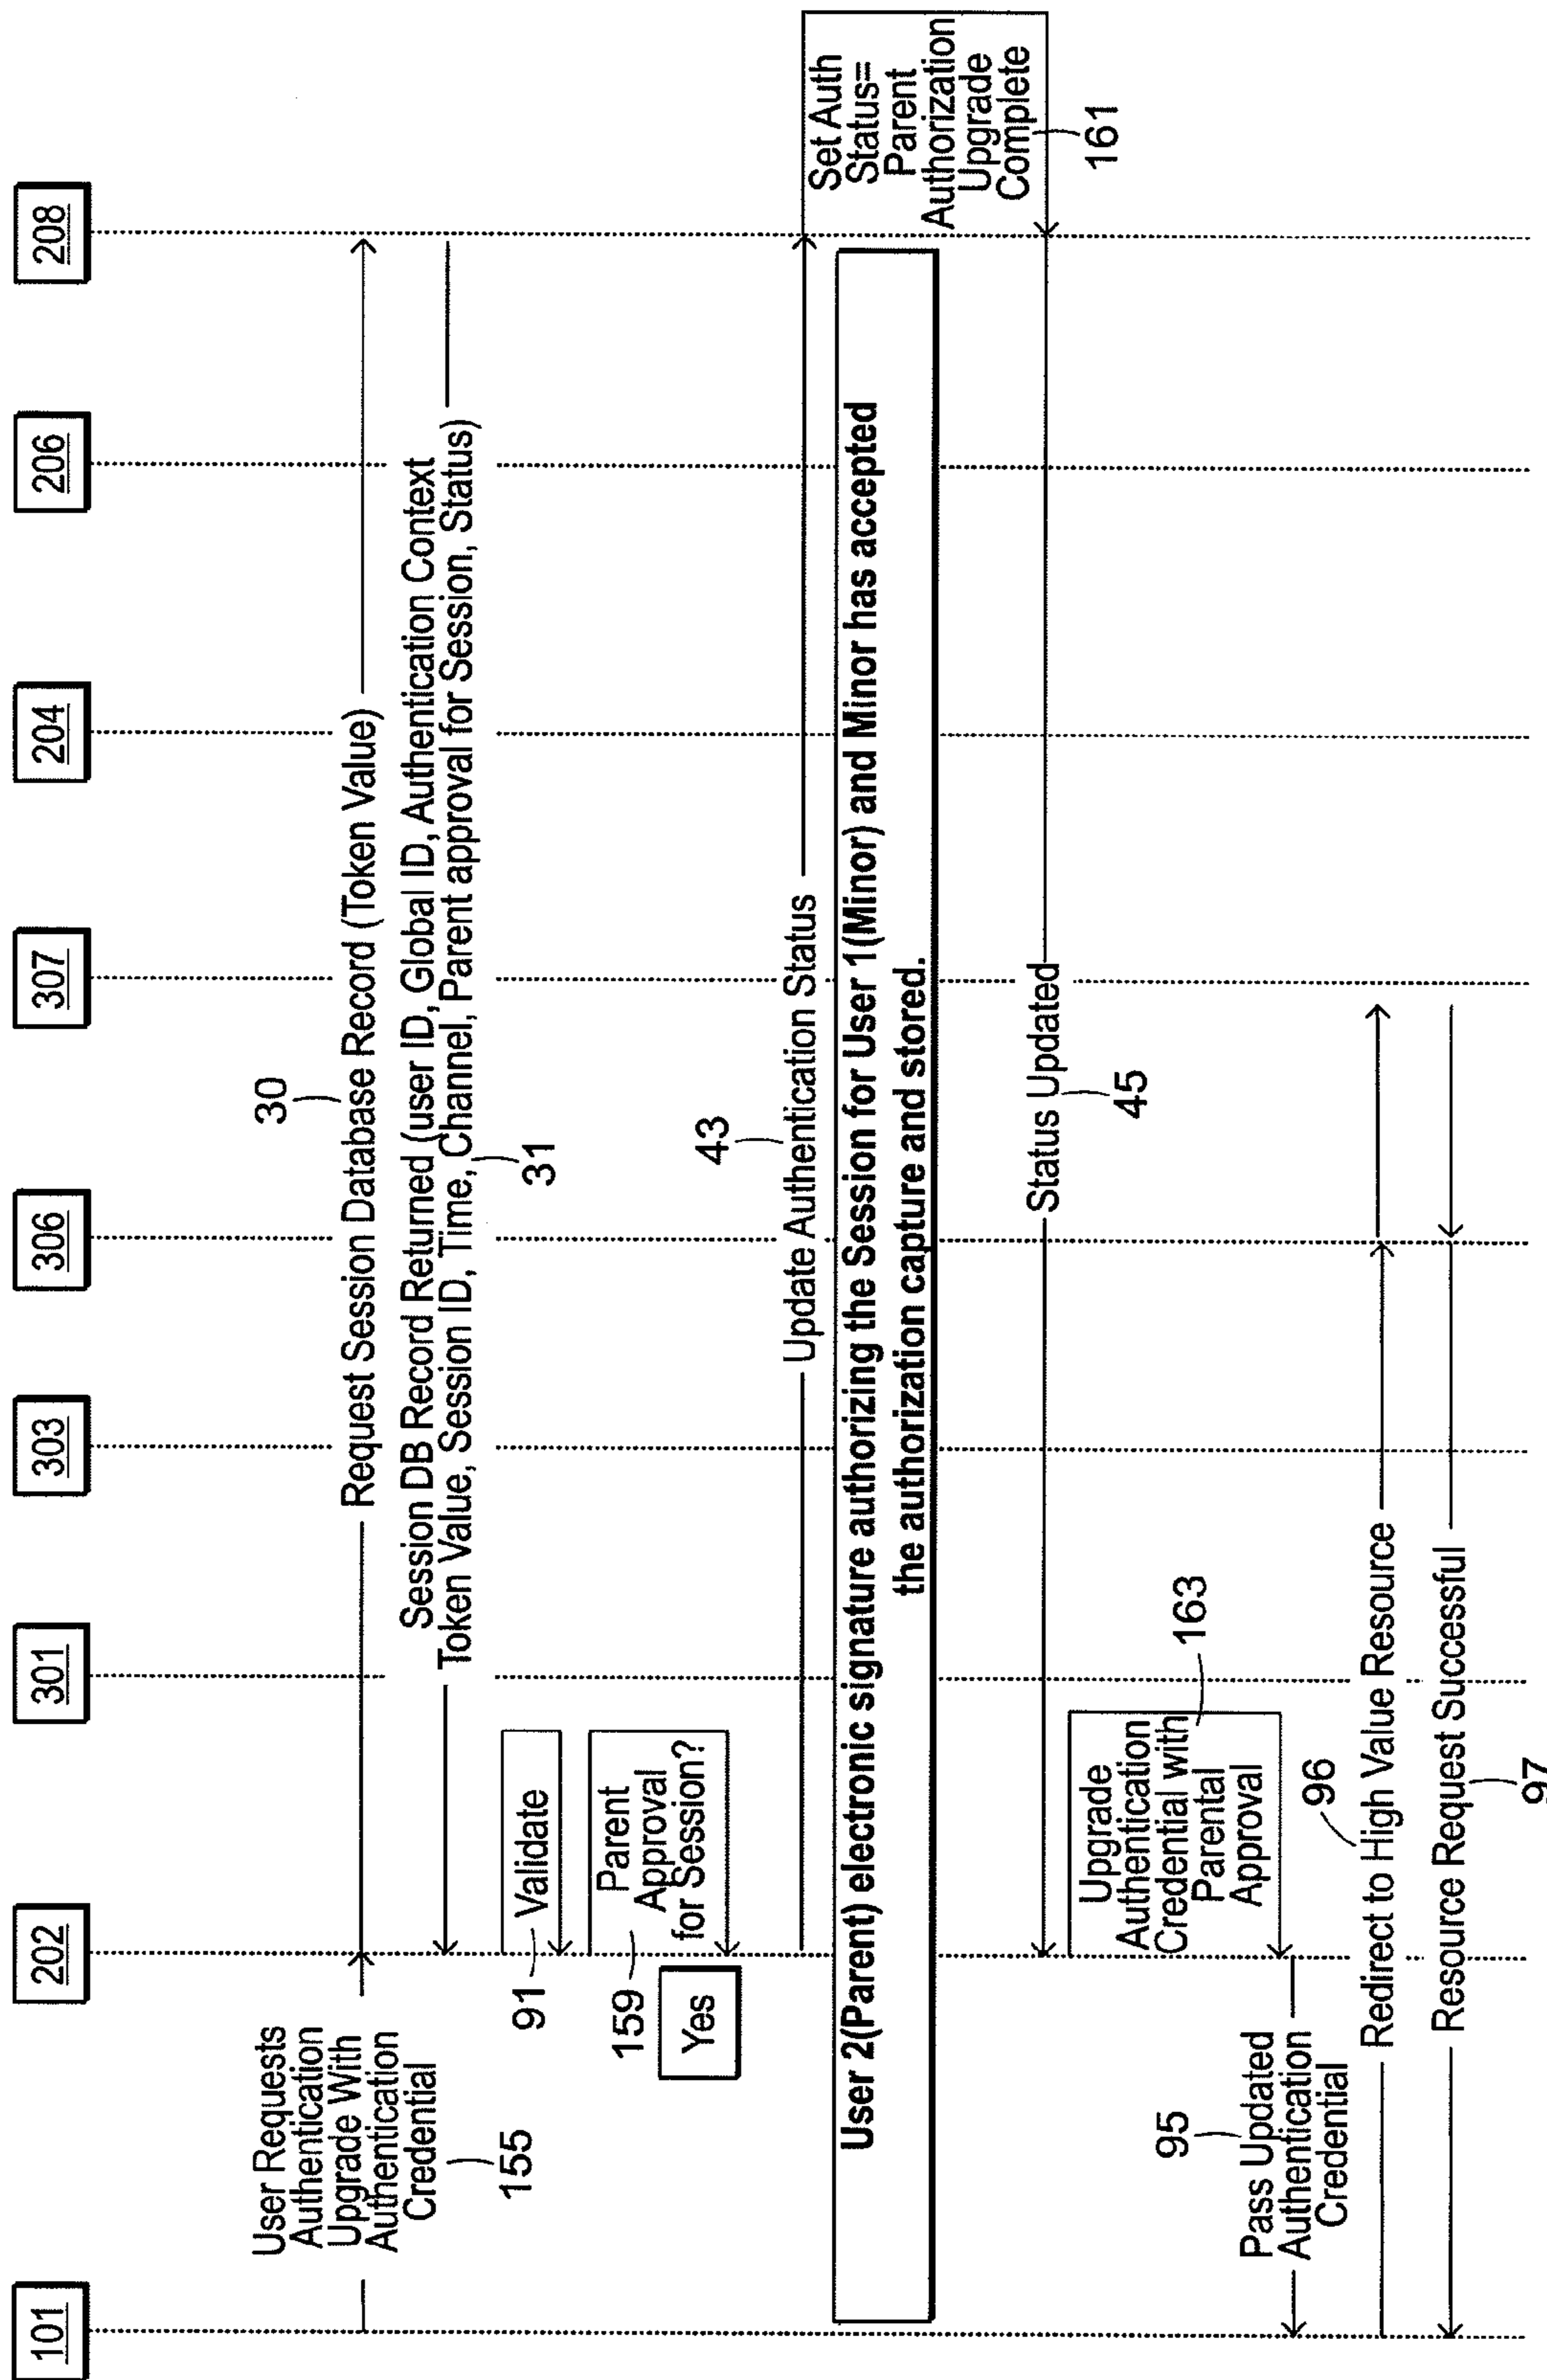 101
202
301
303
306
307
204
206
208
User Requests
Authentication
Upgrade With
Authentication
Credential
155
30
Request Session Database Record (Token Value)
Session DB Record Returned (user ID, Global ID, Authentication Context
Token Value, Session ID, Time, Channel, Parent approval for Session, Status)
31
91
Validate
159
Parent
Approval
for Session?
Yes
43
Update Authentication Status
Set Auth
Status=
Parent
Authorization
Upgrade
Complete
161
User 2(Parent) electronic signature authorizing the Session for User 1(Minor) and Minor has accepted
the authorization capture and stored.
Status Updated
45
Upgrade
Authentication
Credential with
Parental
Approval
163
95
Pass Updated
Authentication
Credential
96
Redirect to High Value Resource
Resource Request Successful
97